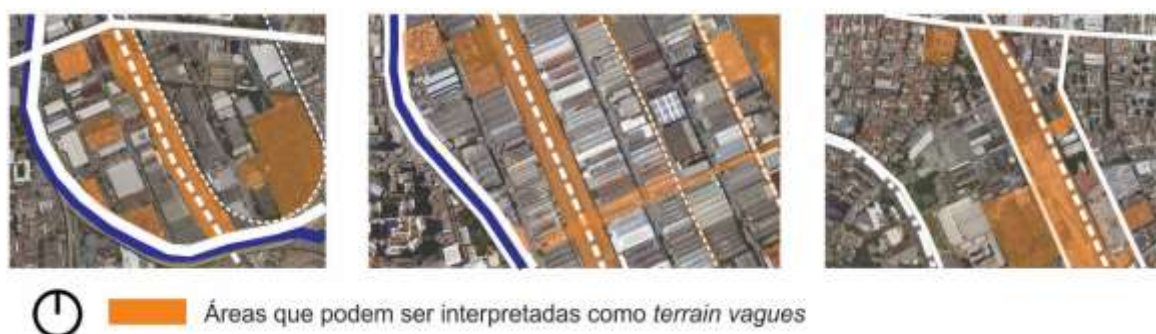 Áreas que podem ser interpretadas como terrain vagues